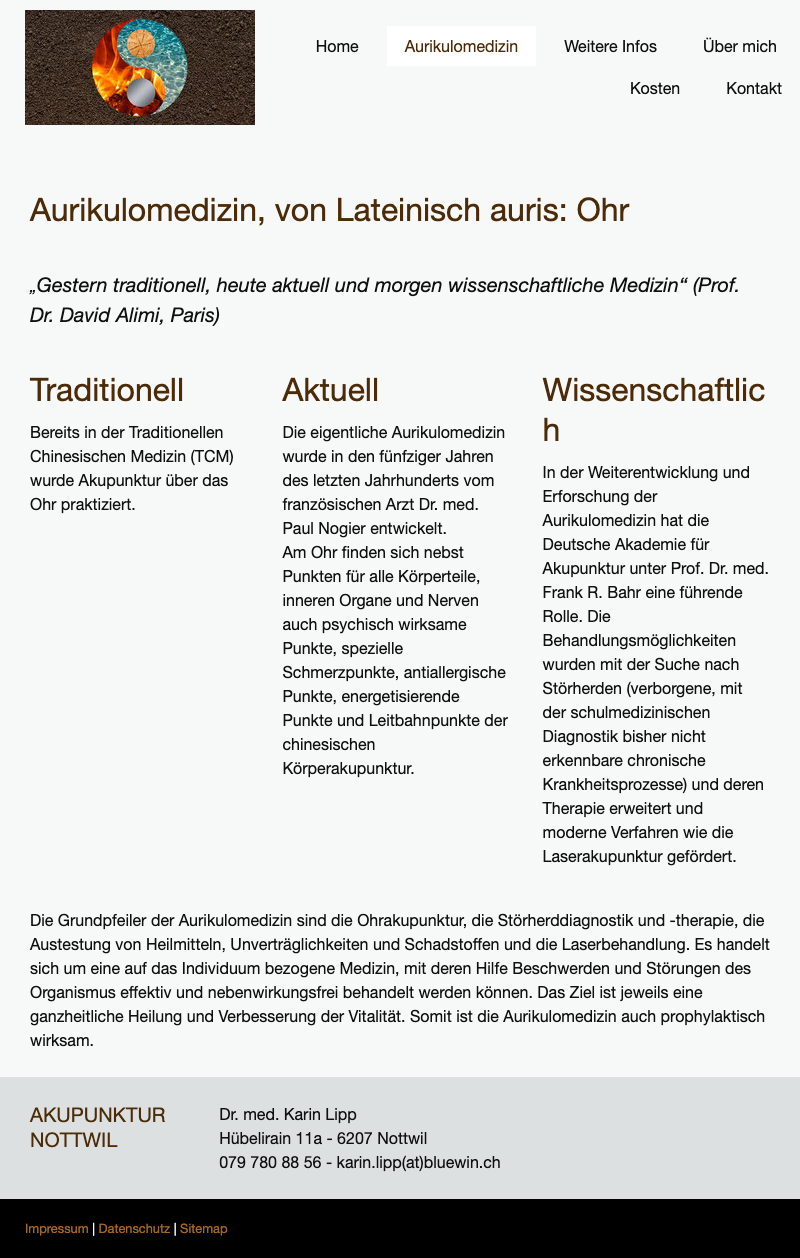 Home
Aurikulomedizin
Weitere Infos
Über mich
Kosten
Kontakt
Aurikulomedizin, von Lateinisch auris: Ohr
„Gestern traditionell, heute aktuell und morgen wissenschaftliche Medizin“ (Prof.
Dr. David Alimi, Paris)
Traditionell
Bereits in der Traditionellen
Chinesischen Medizin (TCM)
wurde Akupunktur über das
Ohr praktiziert.
Aktuell
Die eigentliche Aurikulomedizin
wurde in den fünfziger Jahren
des letzten Jahrhunderts vom
französischen Arzt Dr. med.
Paul Nogier entwickelt.
Am Ohr finden sich nebst
Punkten für alle Körperteile,
inneren Organe und Nerven
auch psychisch wirksame
Punkte, spezielle
Schmerzpunkte, antiallergische
Punkte, energetisierende
Punkte und Leitbahnpunkte der
chinesischen
Körperakupunktur.
Wissenschaftlic
h
In der Weiterentwicklung und
Erforschung der
Aurikulomedizin hat die
Deutsche Akademie für
Akupunktur unter Prof. Dr. med.
Frank R. Bahr eine führende
Rolle. Die
Behandlungsmöglichkeiten
wurden mit der Suche nach
Störherden (verborgene, mit
der schulmedizinischen
Diagnostik bisher nicht
erkennbare chronische
Krankheitsprozesse) und deren
Therapie erweitert und
moderne Verfahren wie die
Laserakupunktur gefördert.
Die Grundpfeiler der Aurikulomedizin sind die Ohrakupunktur, die Störherddiagnostik und -therapie, die
Austestung von Heilmitteln, Unverträglichkeiten und Schadstoffen und die Laserbehandlung. Es handelt
sich um eine auf das Individuum bezogene Medizin, mit deren Hilfe Beschwerden und Störungen des
Organismus effektiv und nebenwirkungsfrei behandelt werden können. Das Ziel ist jeweils eine
ganzheitliche Heilung und Verbesserung der Vitalität. Somit ist die Aurikulomedizin auch prophylaktisch
wirksam.
AKUPUNKTUR
NOTTWIL
Dr. med. Karin Lipp
Hübelirain 11a - 6207 Nottwil
079 780 88 56 - karin.lipp(at)bluewin.ch
Impressum | Datenschutz | Sitemap